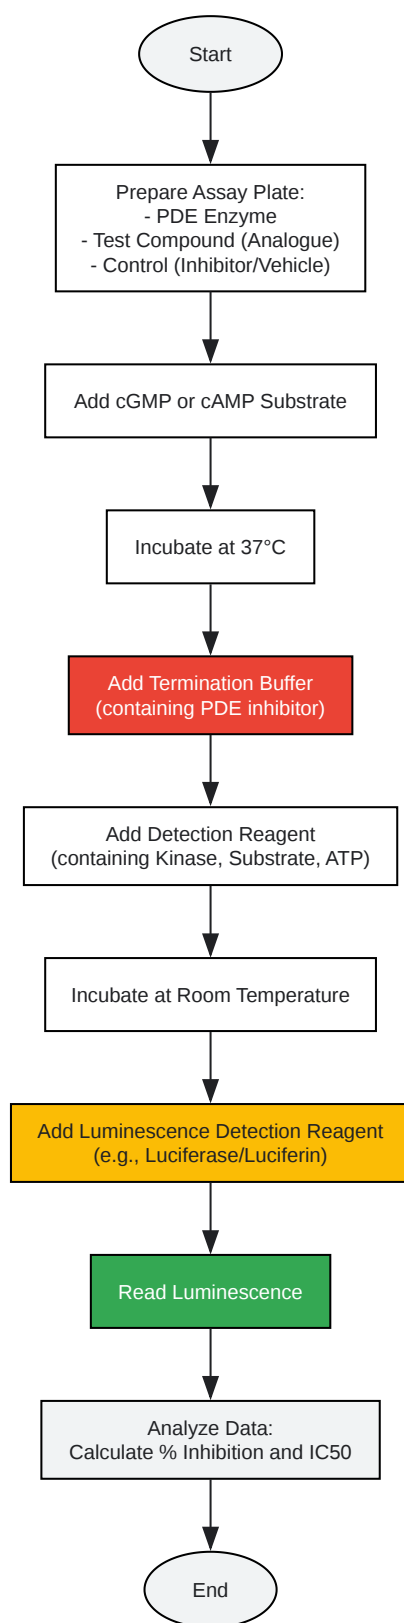 Start
Prepare Assay Plate:
- PDE Enzyme
- Test Compound (Analogue)
- Control (Inhibitor/Vehicle)
Add cGMP or cAMP Substrate
Incubate at 37°C
Add Termination Buffer
(containing PDE inhibitor)
Add Detection Reagent
(containing Kinase, Substrate, ATP)
Incubate at Room Temperature
Add Luminescence Detection Reagent
(e.g., Luciferase/Luciferin)
Read Luminescence
Analyze Data:
Calculate % Inhibition and IC50
End